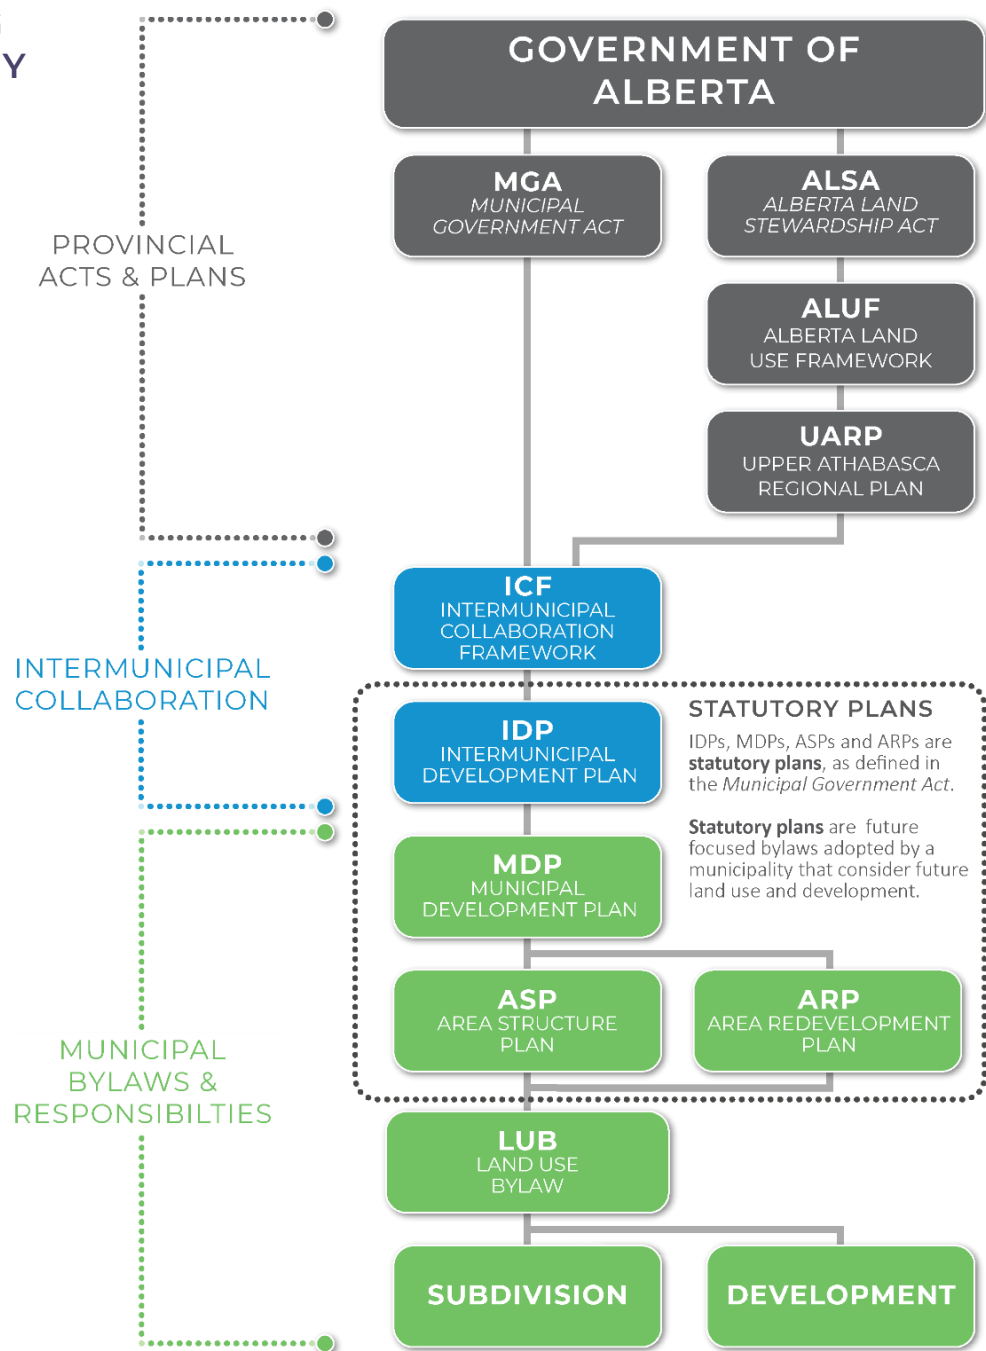 Y
GOVERNMENT OF
ALBERTA
MGA
MUNICIPAL
GOVERNMENT ACT
ALSA
ALBERTA LAND
STEWARDSHIP ACT
PROVINCIAL
ACTS & PLANS
ALUF
ALBERTA LAND
USE FRAMEWORK
UARP
UPPER ATHABASCA
REGIONAL PLAN
ICF
INTERMUNICIPAL
COLLABORATION
FRAMEWORK
INTERMUNICIPAL
COLLABORATION
IDP
INTERMUNICIPAL
DEVELOPMENT PLAN
STATUTORY PLANS
IDPs, MDPs, ASPs and ARPs are
statutory plans, as defined in
the Municipal Government Act.
Statutory plans are future
focused bylaws adopted by a
municipality that consider future
land use and development.
MDP
MUNICIPAL
DEVELOPMENT PLAN
ASP
AREA STRUCTURE
PLAN
ARP
AREA REDEVELOPMENT
PLAN
MUNICIPAL
BYLAWS &
RESPONSIBILTIES
LUB
LAND USE
BYLAW
SUBDIVISION
DEVELOPMENT